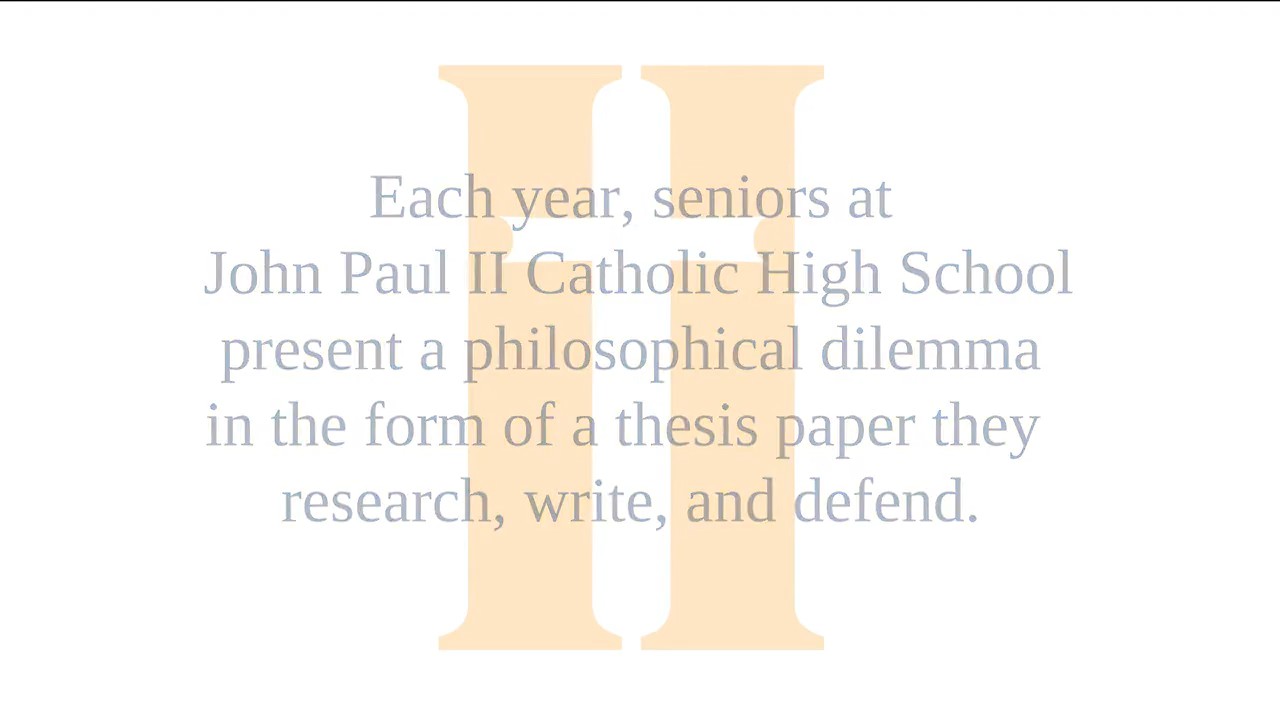 Each year, seniors at
John Paul II Catholic High School
present a philosophical dilemma
in the form of a thesis paper they
research, write, and defend.